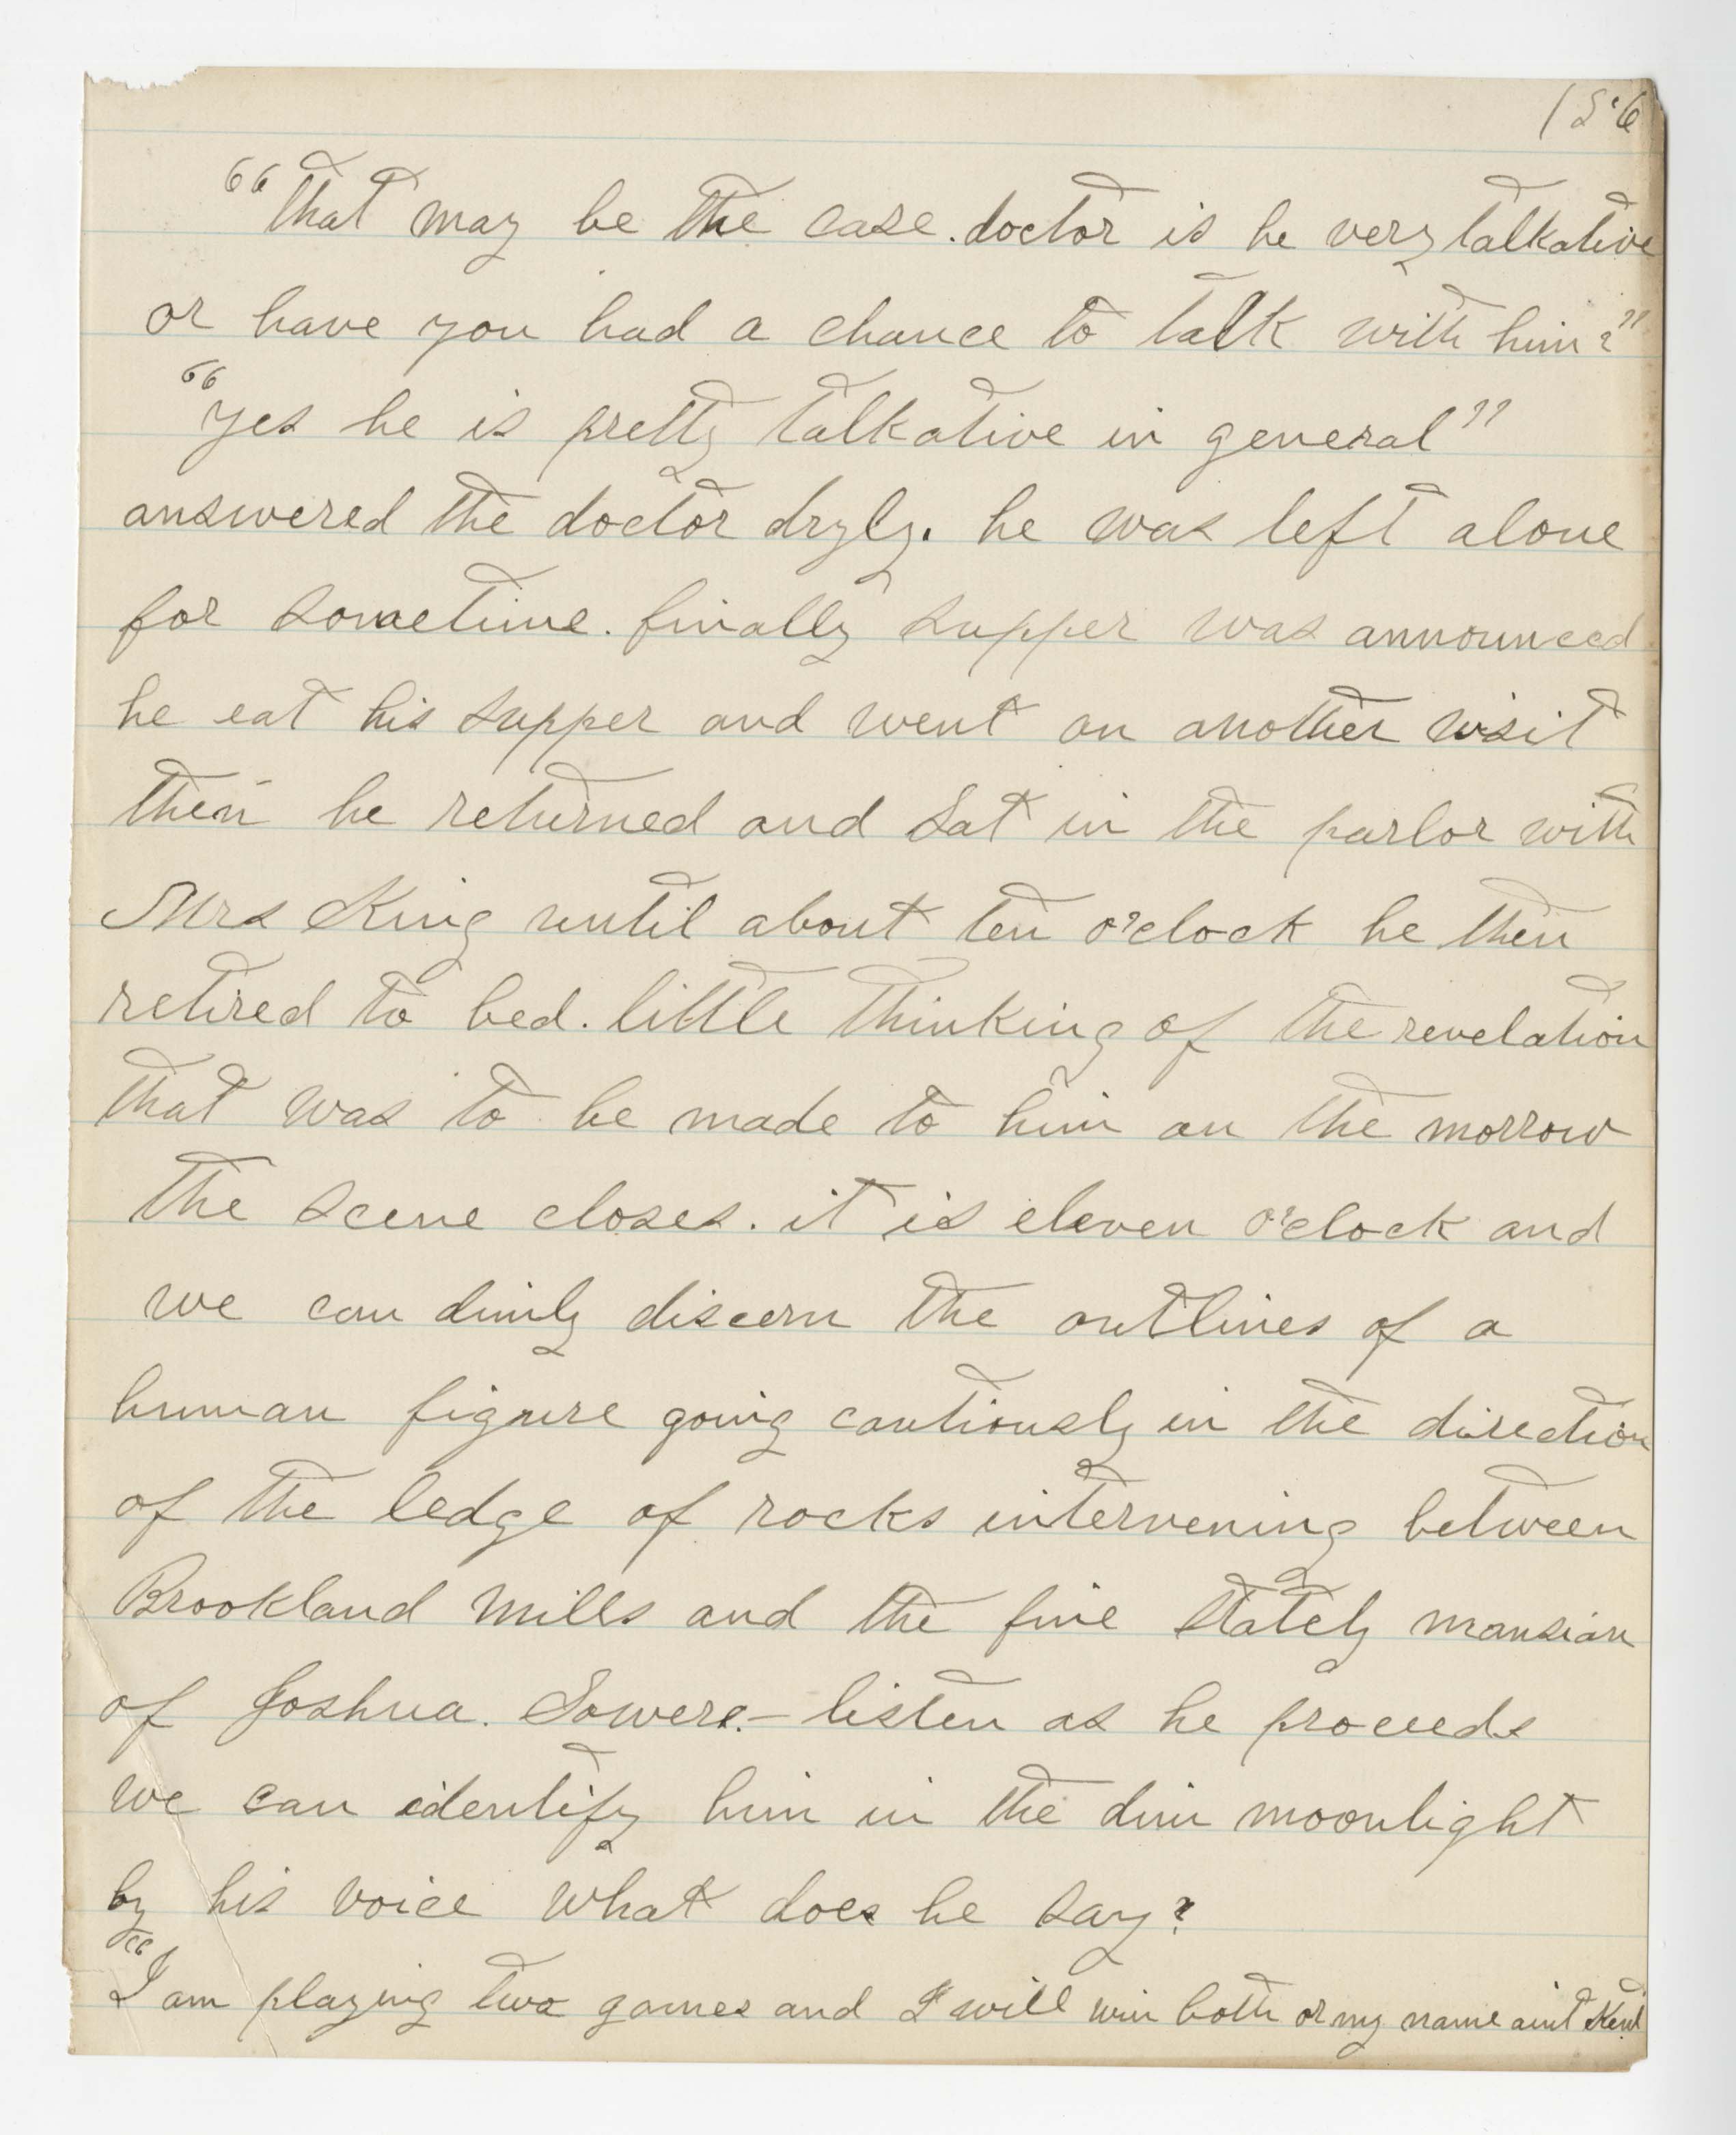 156
"that may be the case. doctor is he very talkative
or have you had a chance to talk with him?"
"yes he is pretty talkative in general"
answered the doctor dryly. he was left alone
for sometime. finally supper was announced
he eat his supper and went on another visit
then he returned and sat in the parlor with
Mrs King until about ten o'clock he then
retired to bed. little thinking of the revelation
that was to be made to him on the morrow
the scene closes. it is eleven o'clock and
we can dimly discern the outlines of a
human figure going cautiously in the direction
of the ledge of rocks intervening between
Brookland Mills and the fine stately mansion
of Joshua. Sowers.- listen as he proceeds
we can identify him in the dim moonlight
by his voice what does he say?
"I am playing two games and I will win both or my name aint Kent